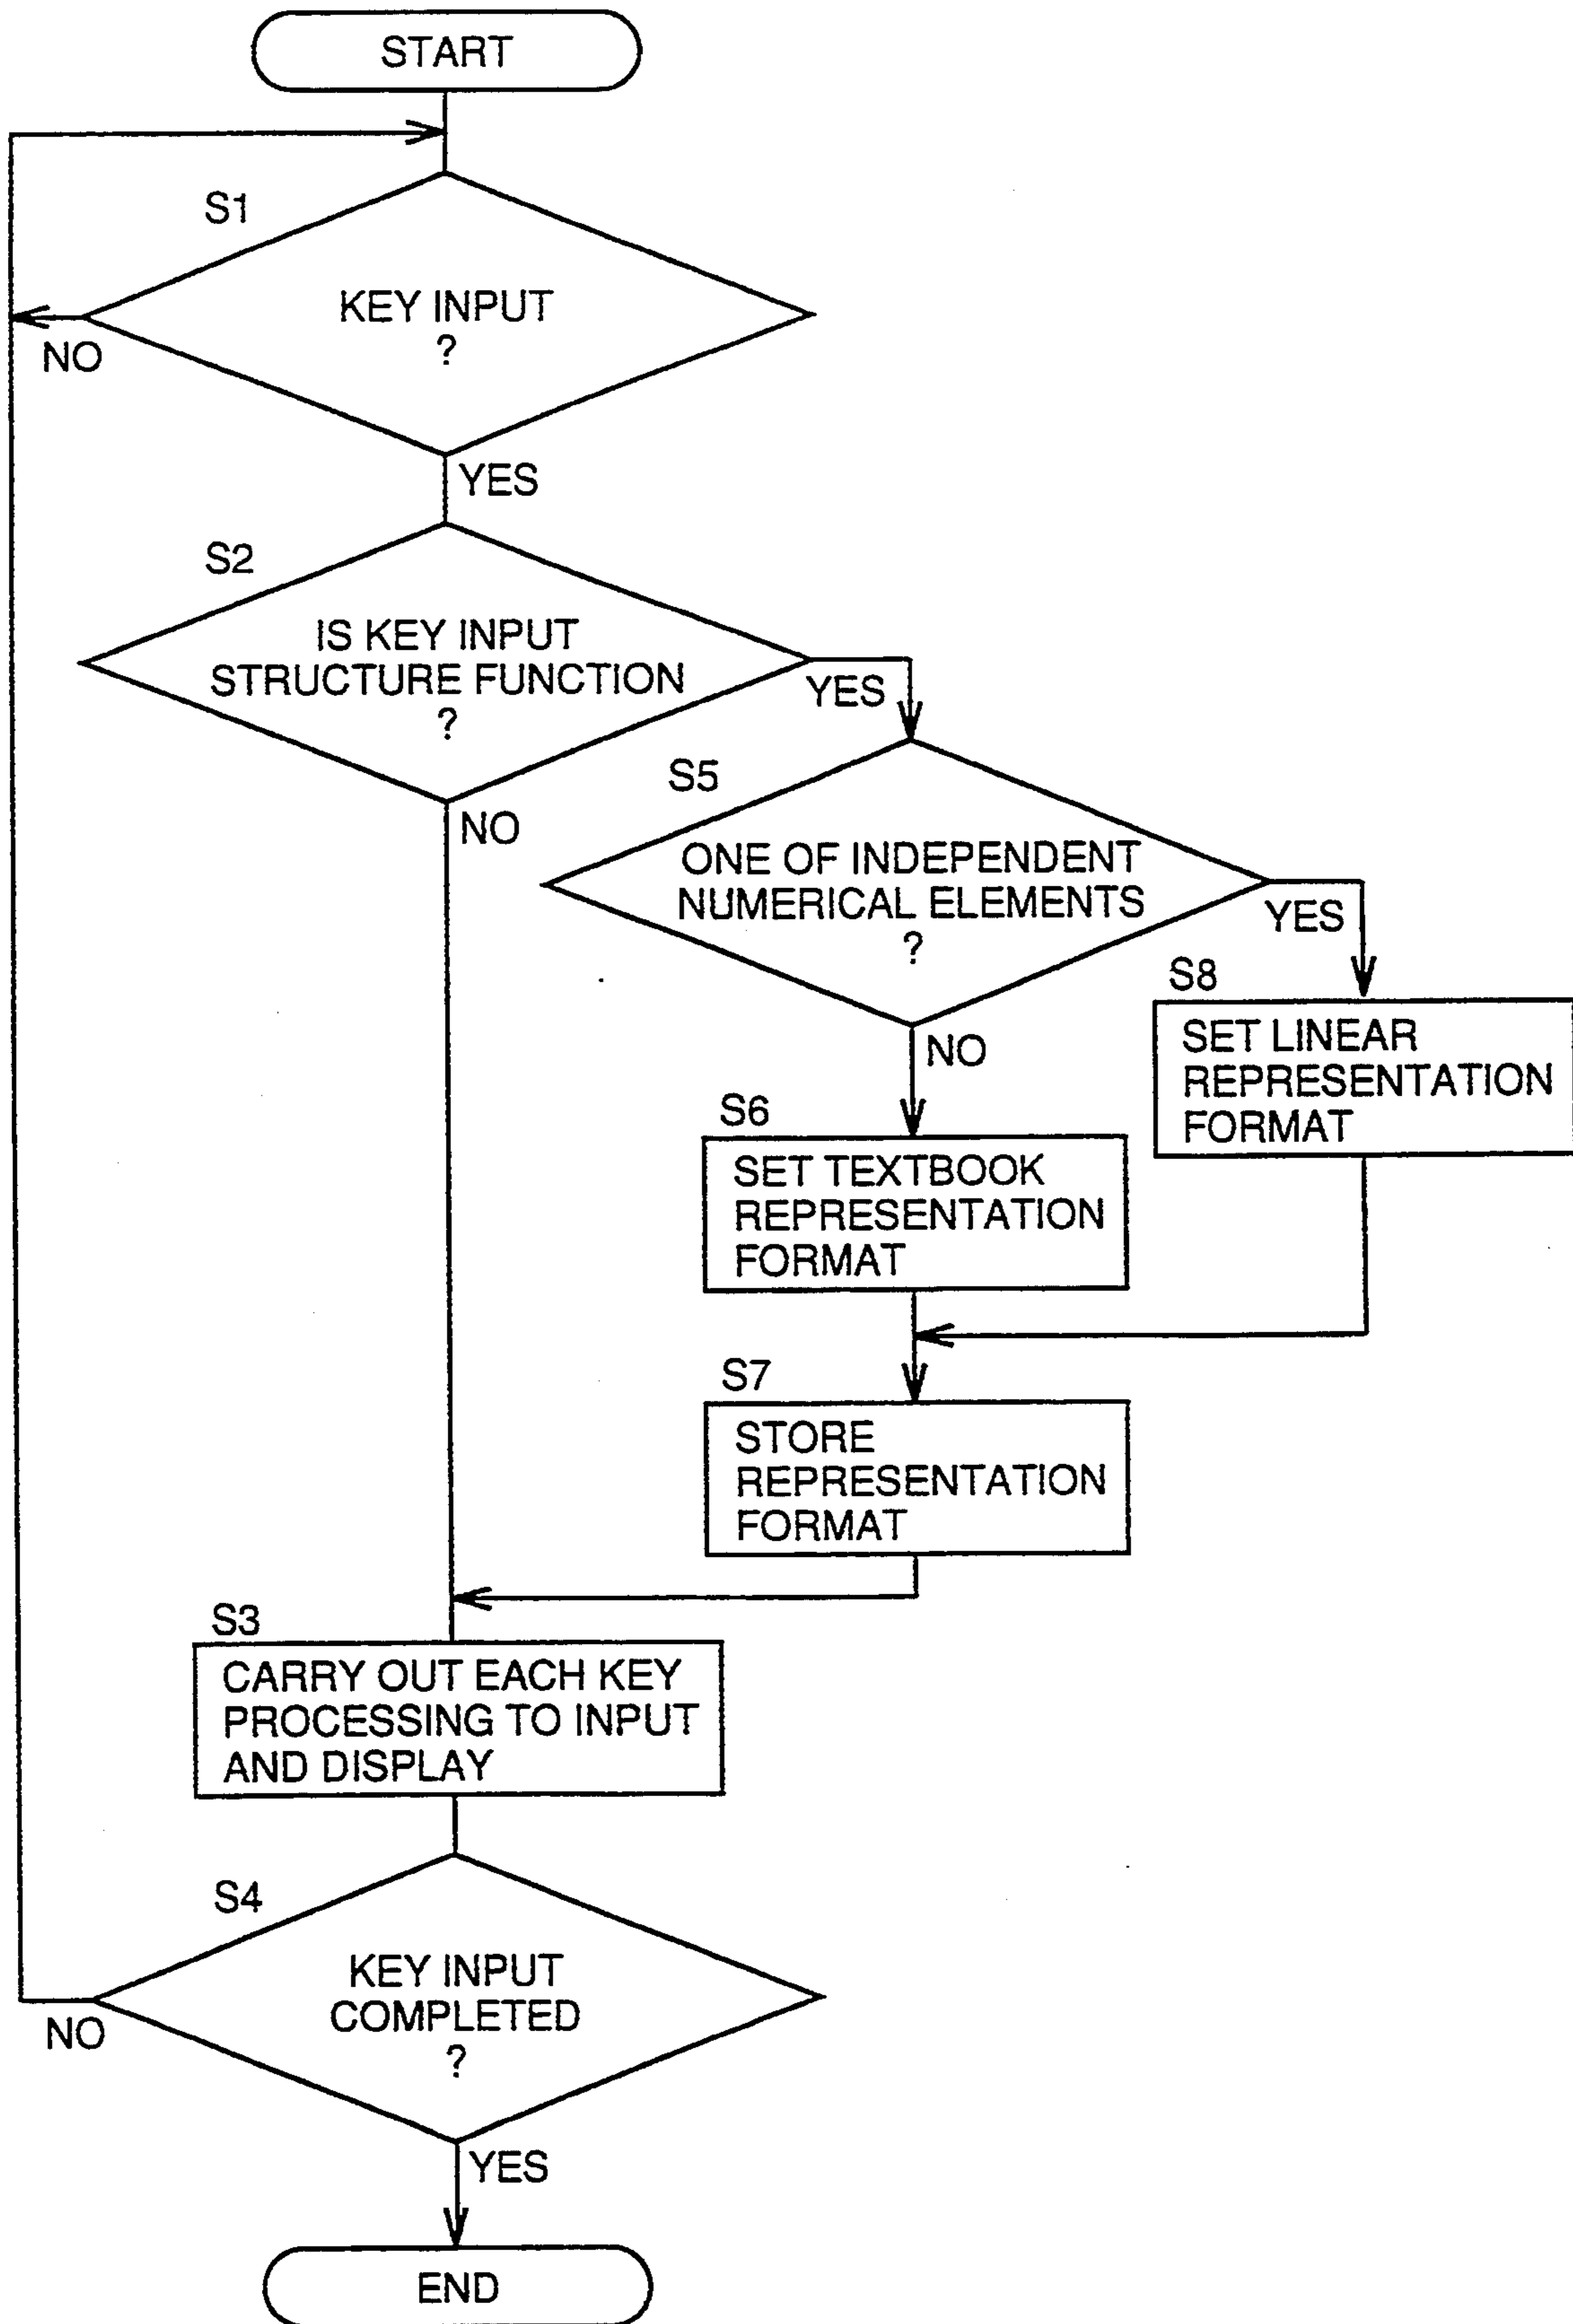 START
S1
KEY INPUT
?
NO
YES
S2
IS KEY INPUT
STRUCTURE FUNCTION
?
YES
NO
S5
ONE OF INDEPENDENT
NUMERICAL ELEMENTS
?
YES
NO
S8
SET LINEAR
REPRESENTATION
FORMAT
S6
SET TEXTBOOK
REPRESENTATION
FORMAT
S7
STORE
REPRESENTATION
FORMAT
S3
CARRY OUT EACH KEY
PROCESSING TO INPUT
AND DISPLAY
S4
KEY INPUT
COMPLETED
?
NO
YES
END